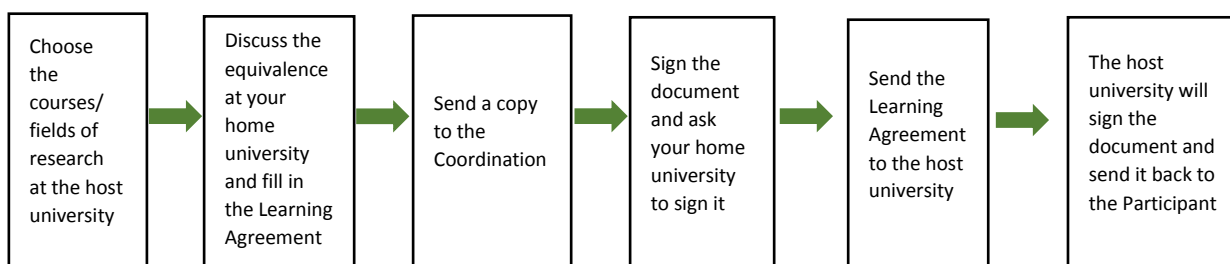 Choose
the
courses/
fields of
research
at the host
university
Discuss the
equivalence
at your
home
university
and fill in
the Learning
Agreement
Send a copy
to the
Coordination
Sign the
document
and ask
your home
university
to sign it
Send the
Learning
Agreement
to the host
university
The host
university will
sign the
document and
send it back to
the Participant